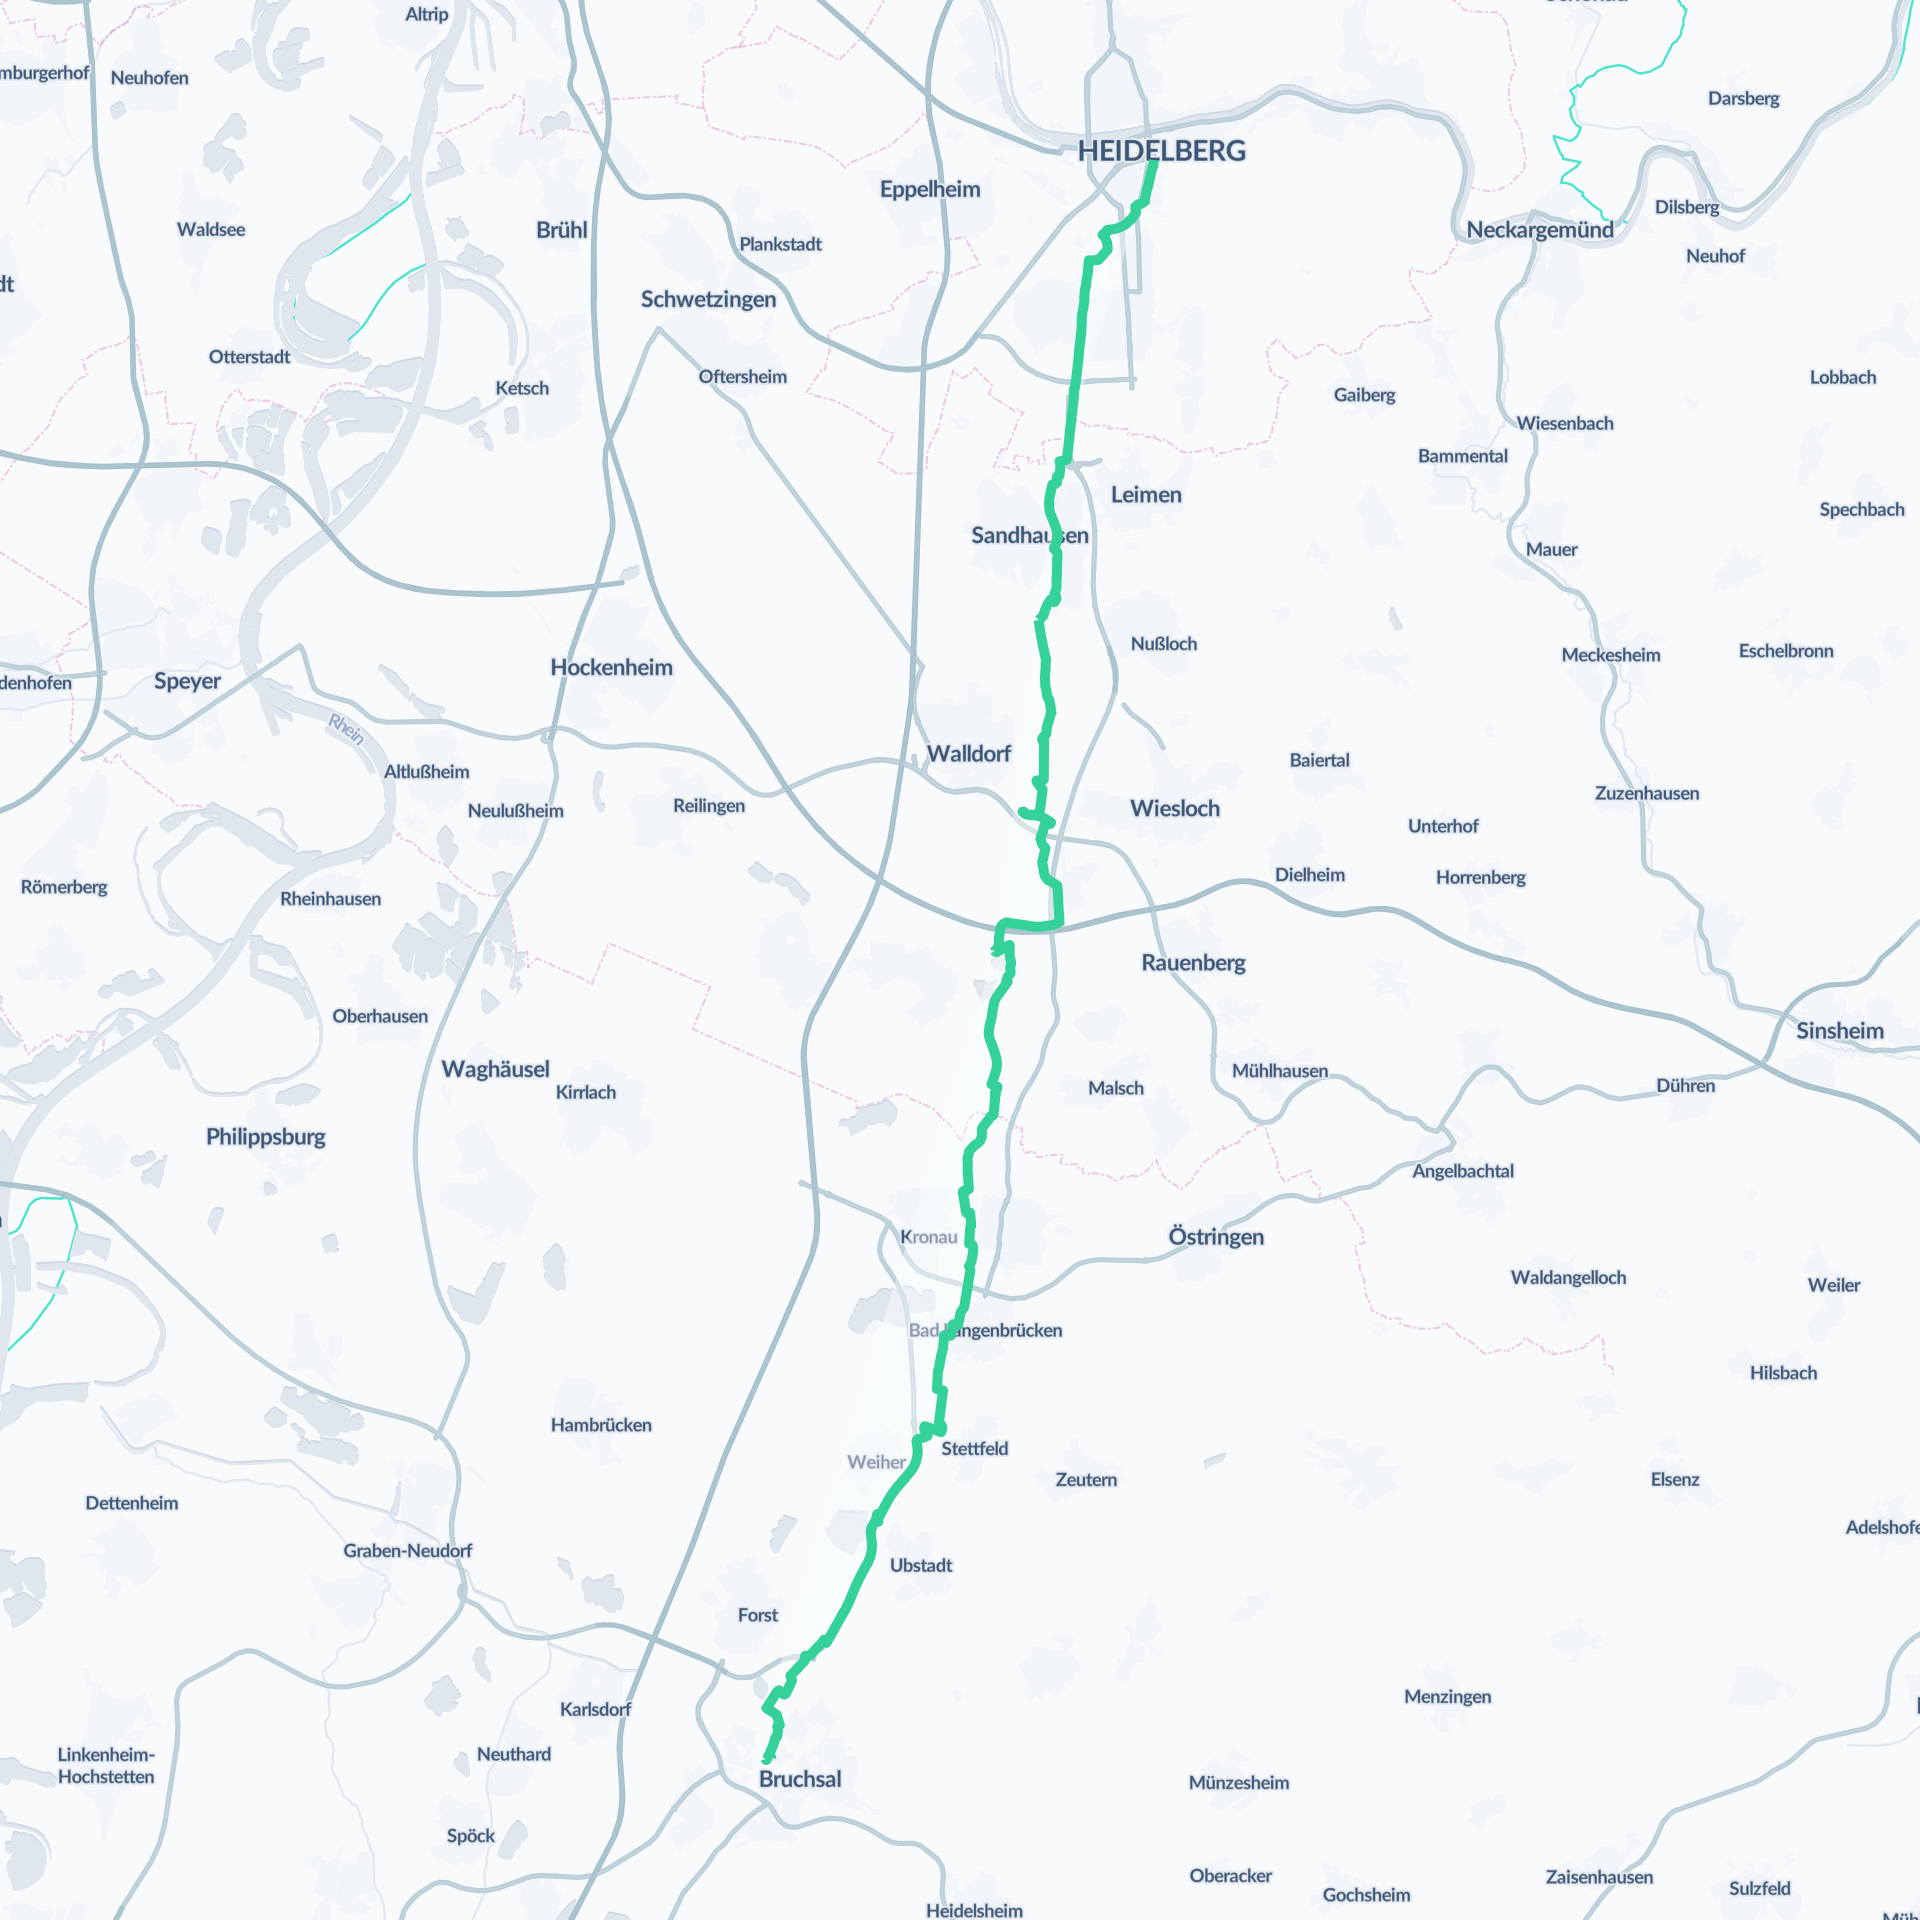 Altrip
mburgerhof
Neuhofen
Darsberg
HEIDELBERG
Eppelheim
Dilsberg
Waldsee
Brühl
Plankstadt
Neckargemünd
Neuhof
dt
Schwetzingen
Otterstadt
Oftersheim
Ketsch
Lobbach
Gaiberg
Wiesenbach
Bammental
Leimen
Spechbach
Sandhausen
Mauer
Nußloch
Meckesheim
Eschelbronn
denhofen
Speyer
Hockenheim
Rhein
Walldorf
Altlußheim
Baiertal
Neulußheim
Reilingen
Wiesloch
Zuzenhausen
Unterhof
Römerberg
Rheinhausen
Dielheim
Horrenberg
Rauenberg
Oberhausen
Sinsheim
Waghäusel
Kirrlach
Malsch
Mühlhausen
Dühren
Philippsburg
Angelbachtal
Kronau
Östringen
Waldangelloch
Weiler
Bad Langenbrücken
Hilsbach
Hambrücken
Stettfeld
Weiher
Zeutern
Elsenz
Dettenheim
Adelshofe
Graben-Neudorf
Ubstadt
Forst
Menzingen
Karlsdorf
Linkenheim-
Hochstetten
Neuthard
Bruchsal
Münzesheim
Spöck
Oberacker
Gochsheim
Zaisenhausen
Sulzfeld
Heidelsheim